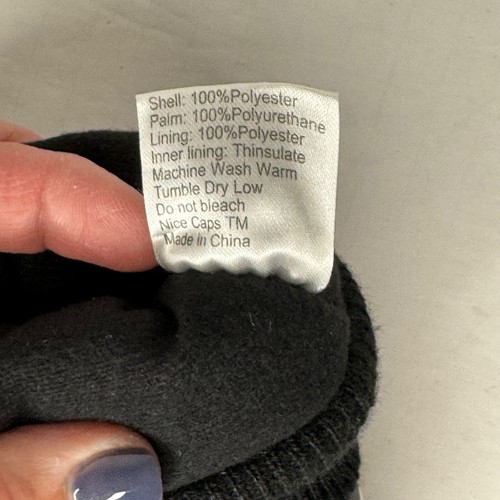 Shell: 100%Polyester
Palm: 100%Polyurethane
Lining: 100%Polyester
Inner lining: Thinsulate
Machine Wash Warm
Tumble Dry Low
Do not bleach
Nice Caps TM
Made in China